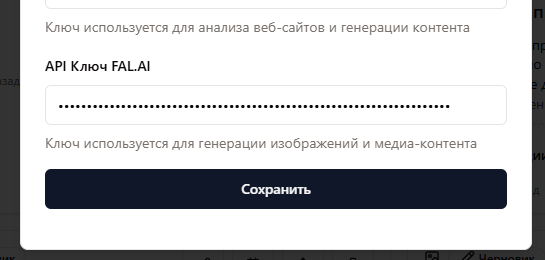 Ключ используется для анализа веб-сайтов и генерации контента
API Ключ FAL.AI
••••••••••••••••••••••••••••••••••••••••••••••••••••••••••••••••••••••
Ключ используется для генерации изображений и медиа-контента
Сохранить
Черновик